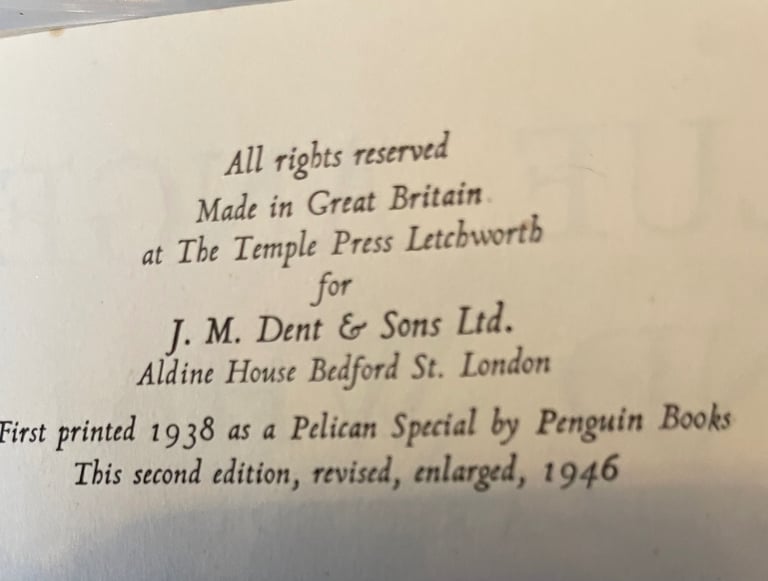 All rights reserved
Made in Great Britain
at The Temple Press Letchworth
for
J. M. Dent & Sons Ltd.
Aldine House Bedford St. London
First printed 1938 as a Pelican Special by Penguin Books
This second edition, revised, enlarged, 1946